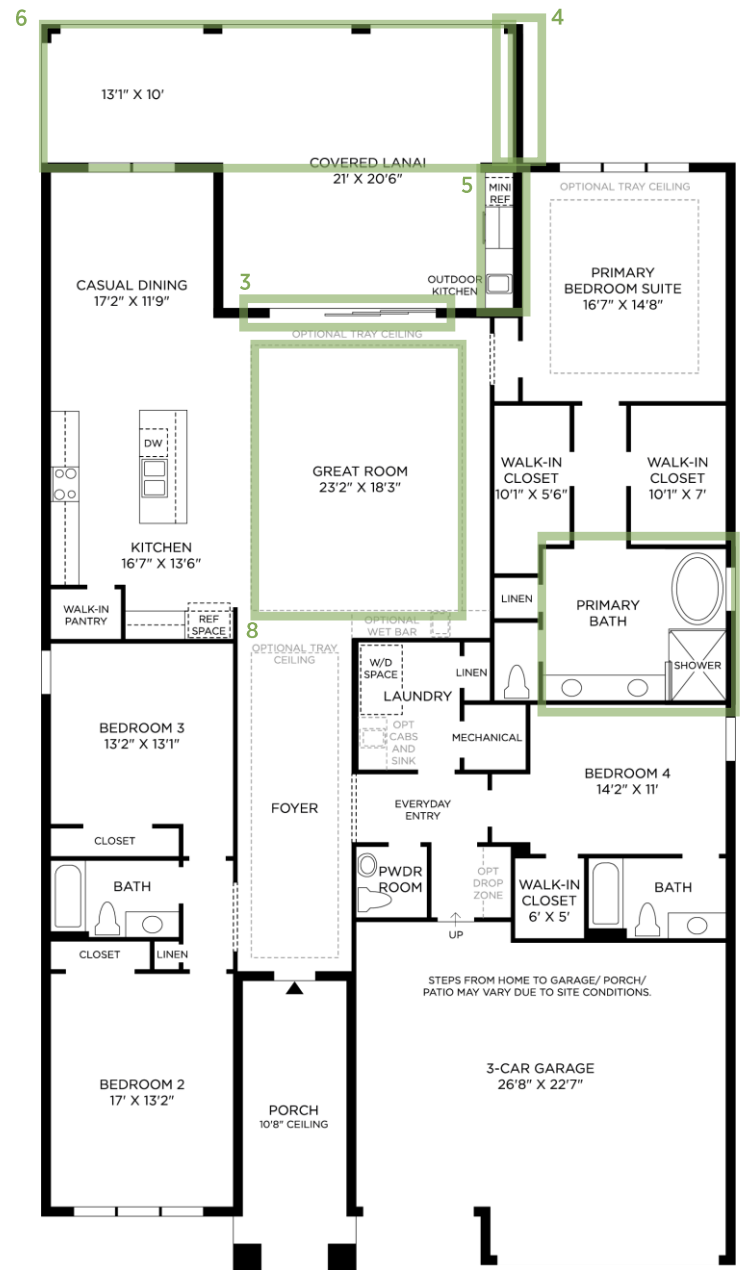 6
4
13'1" X 10'
COVERED LANAI
21' X 20'6"
5
MINI
REF
OPTIONAL TRAY CEILING
PRIMARY
BEDROOM SUITE
16'7" X 14'8"
CASUAL DINING
17'2" X 11'9"
OUTDOOR
KITCHEN
3
OPTIONAL TRAY CEILING
DW
GREAT ROOM
23'2" X 18'3"
WALK-IN
CLOSET
10'1" X 5'6"
WALK-IN
CLOSET
10'1" X 7'
KITCHEN
16'7" X 13'6"
WALK-IN
PANTRY
REF
SPACE
LINEN
PRIMARY
BATH
SHOWER
8
OPTIONAL
WET BAR
OPTIONAL TRAY
CEILING
W/D
SPACE
LINEN
LAUNDRY
OPT
CABS
AND
SINK
MECHANICAL
BEDROOM 3
13'2" X 13'1"
BEDROOM 4
14'2" X 11'
FOYER
EVERYDAY
ENTRY
CLOSET
BATH
PWDR
ROOM
OPT
DROP
ZONE
WALK-IN
CLOSET
6' X 5'
BATH
UP
CLOSET
LINEN
STEPS FROM HOME TO GARAGE/ PORCH/
PATIO MAY VARY DUE TO SITE CONDITIONS.
3-CAR GARAGE
26'8" X 22'7"
BEDROOM 2
17' X 13'2"
PORCH
10'8" CEILING